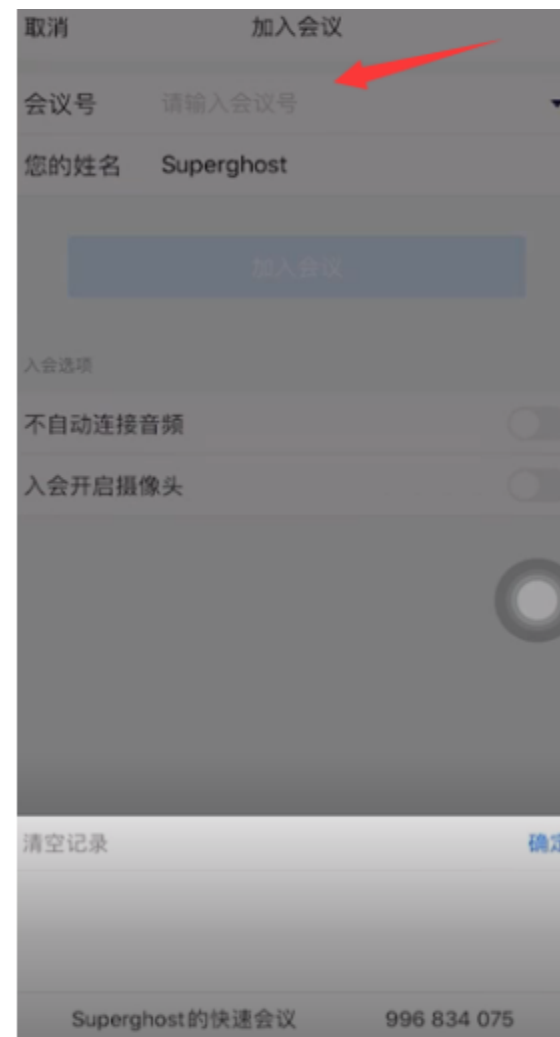 取消 加入会议
会议号 请输入会议号
您的姓名 Superghost
加入会议
入会选项
不自动连接音频
入会开启摄像头
清空记录 确定
Superghost的快速会议 996 834 075